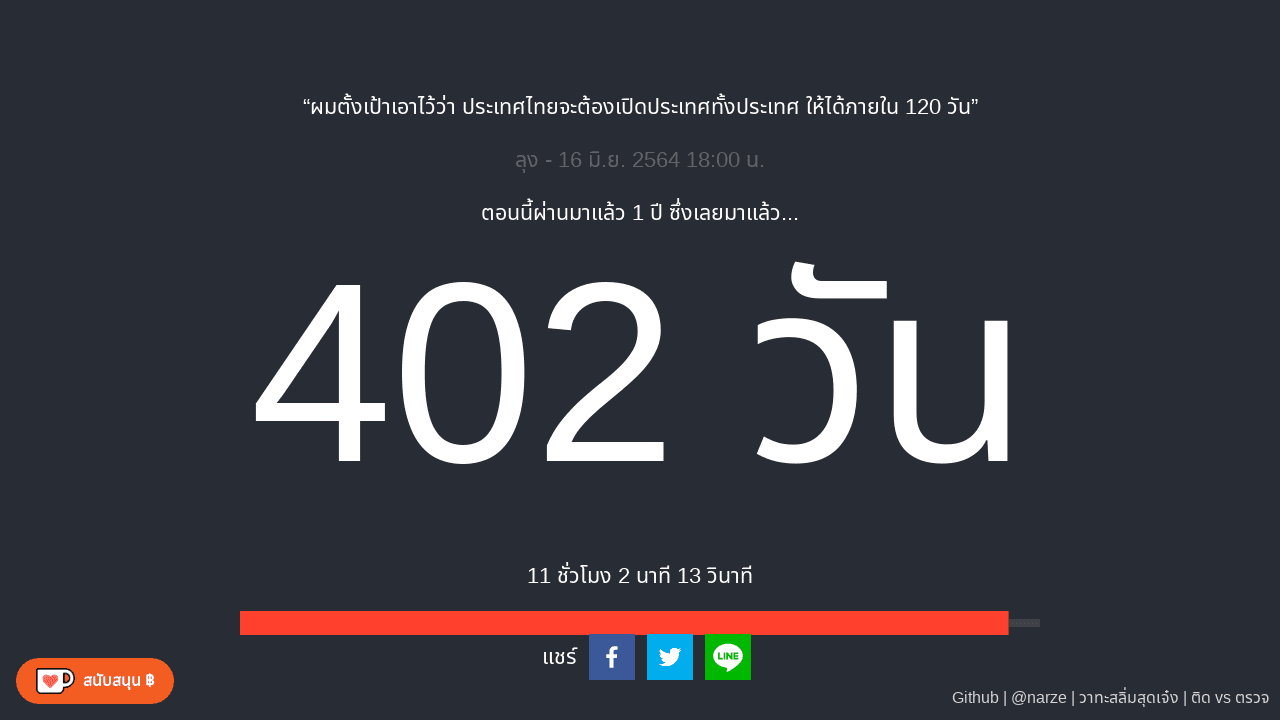 “ผมตั้งเป้าเอาไว้ว่า ประเทศไทยจะต้องเปิดประเทศทั้งประเทศ ให้ได้ภายใน 120 วัน”
ลุง - 16 มิ.ย. 2564 18:00 น.
ตอนนี้ผ่านมาแล้ว 1 ปี ซึ่งเลยมาแล้ว...
402 วัน
11 ชั่วโมง 2 นาที 13 วินาที
แชร์
LINE
สนับสนุน ฿
Github | @narze | วาทะสลิ่มสุดเจ๋ง | ติด vs ตรวจ